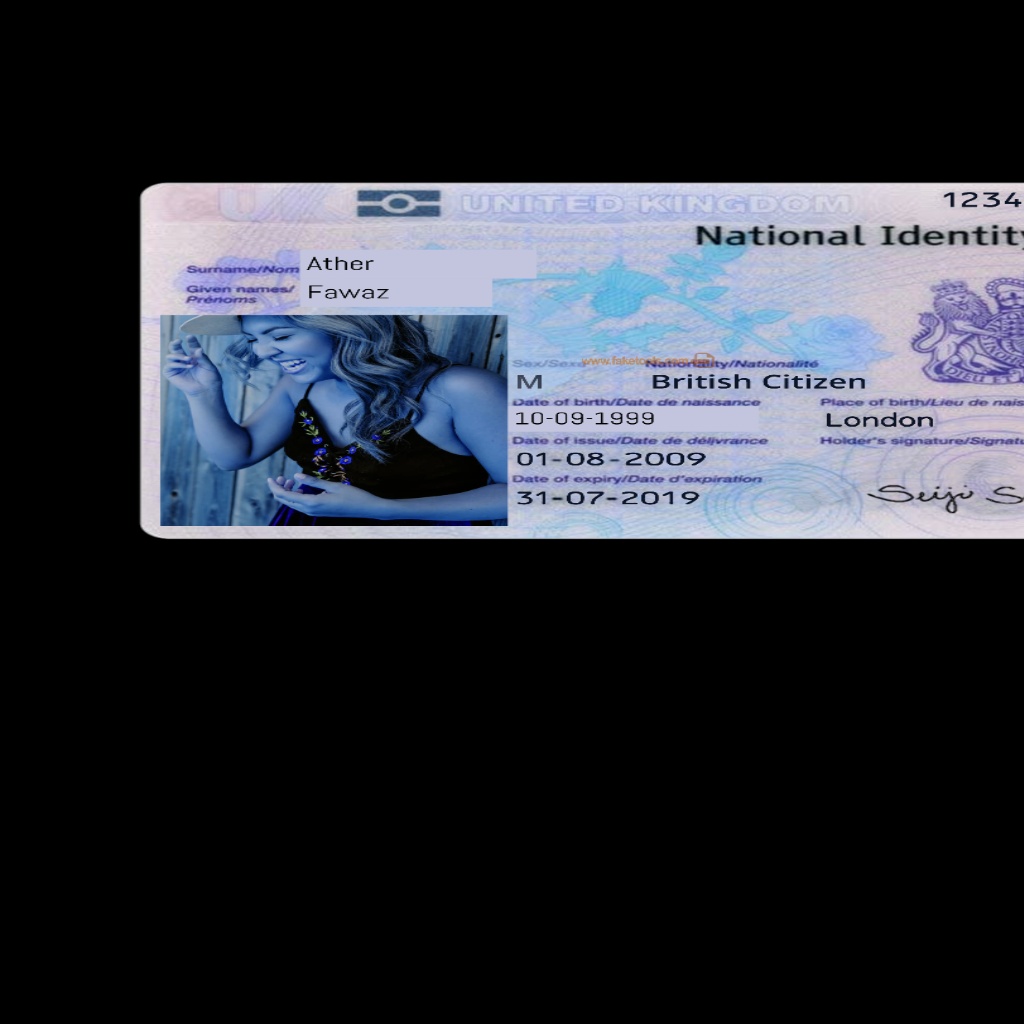 UNITED KINGDOM
1234
National Identity
Surname/Nom Ather
Given names/ Fawaz
Prénoms
Sex/Sexe Nationality/Nationalité
M British Citizen
Date of birth/Date de naissance Place of birth/Lieu de nais
10-09-1999 London
Date of issue/Date de délivrance Holder's signature/Signatu
01-08-2009
Date of expiry/Date d'expiration
31-07-2019
Seiji S
DIEU ET